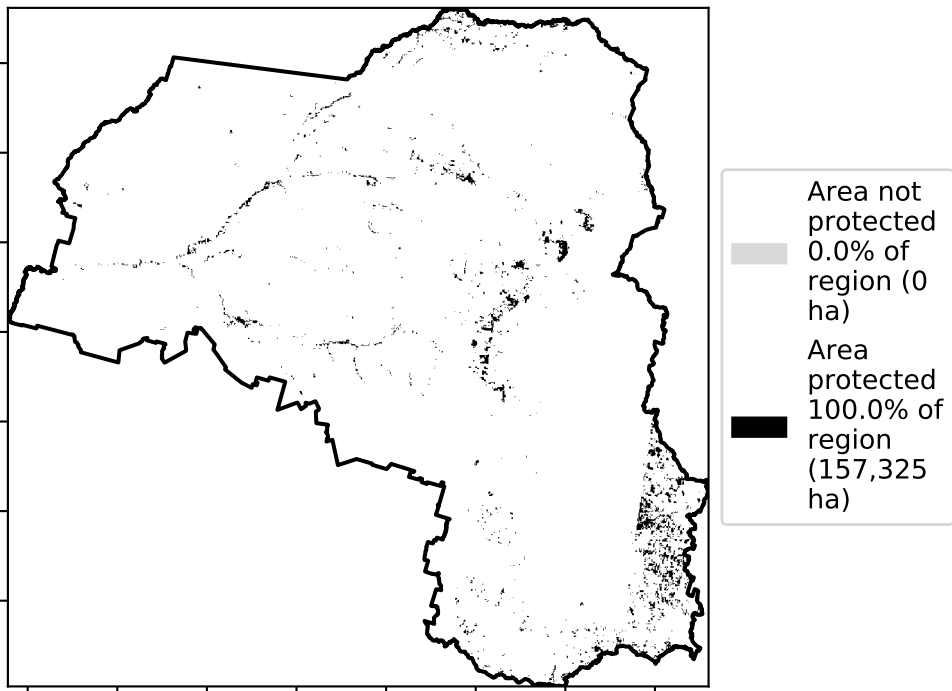 Area not
protected
0.0% of
region (0
ha)
Area
protected
100.0% of
region
(157,325
ha)